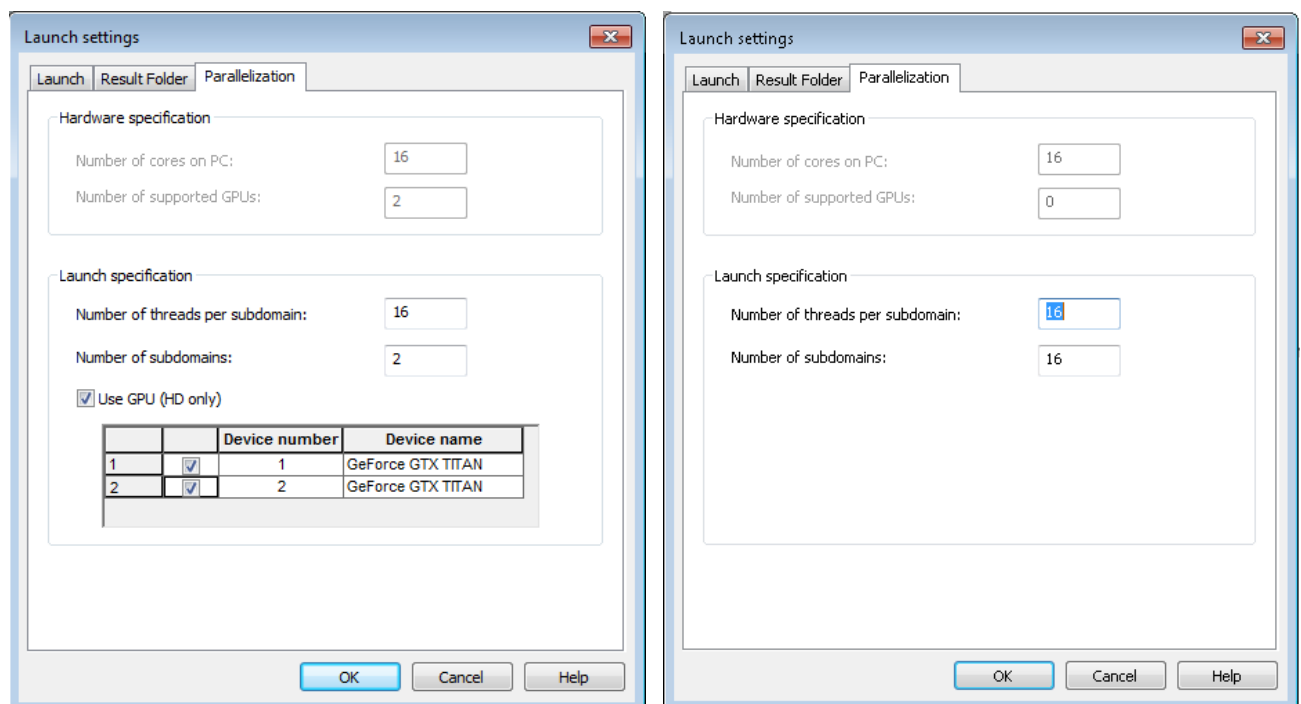 Launch settings
Launch Result Folder Parallelization
Hardware specification
Number of cores on PC: 16
Number of supported GPUs: 2
Launch specification
Number of threads per subdomain: 16
Number of subdomains: 2
Use GPU (HD only)
Device number Device name
1 1 GeForce GTX TITAN
2 2 GeForce GTX TITAN
OK Cancel Help
Launch settings
Launch Result Folder Parallelization
Hardware specification
Number of cores on PC: 16
Number of supported GPUs: 0
Launch specification
Number of threads per subdomain: 16
Number of subdomains: 16
OK Cancel Help